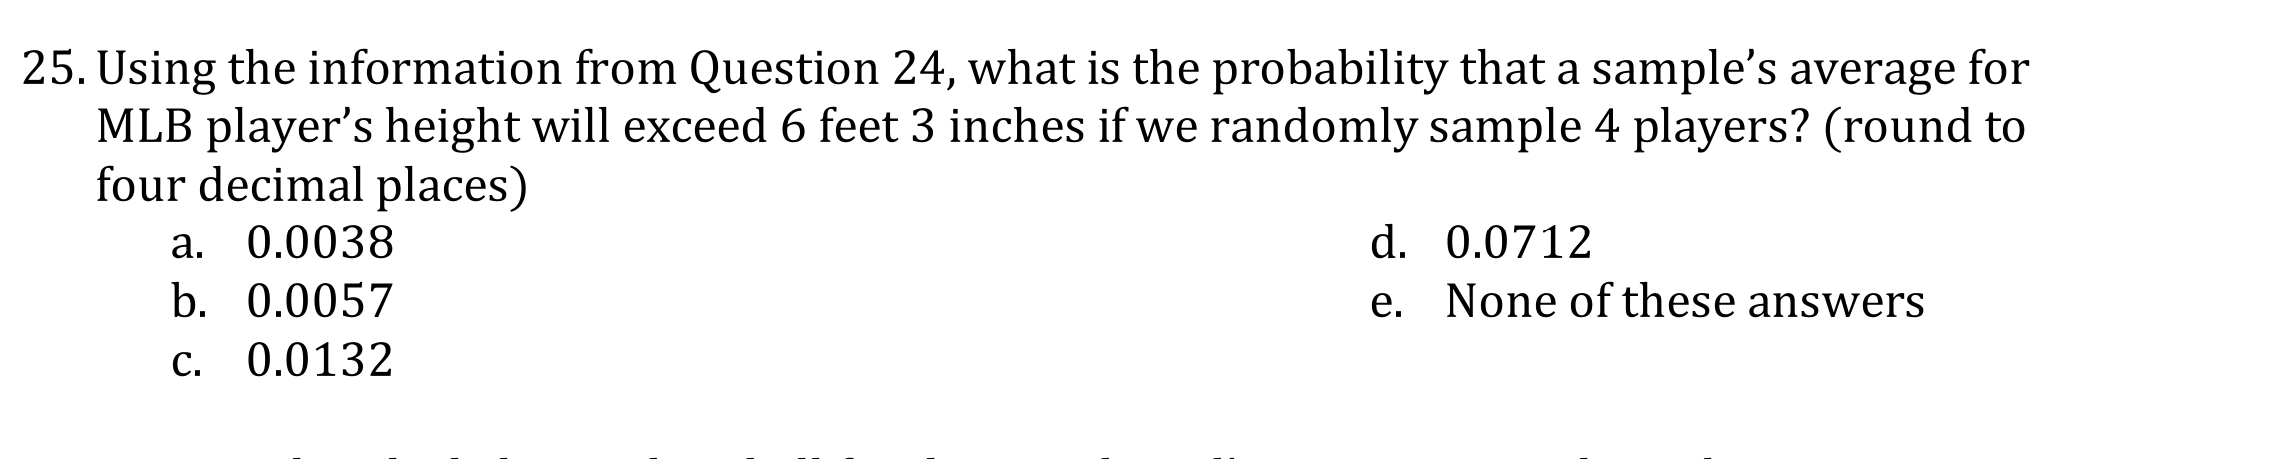 25. Using the information from Question 24, what is the probability that a sample’s average for
MLB player’s height will exceed 6 feet 3 inches if we randomly sample 4 players? (round to
four decimal places)
a. 0.0038
b. 0.0057
c. 0.0132
d. 0.0712
e. None of these answers